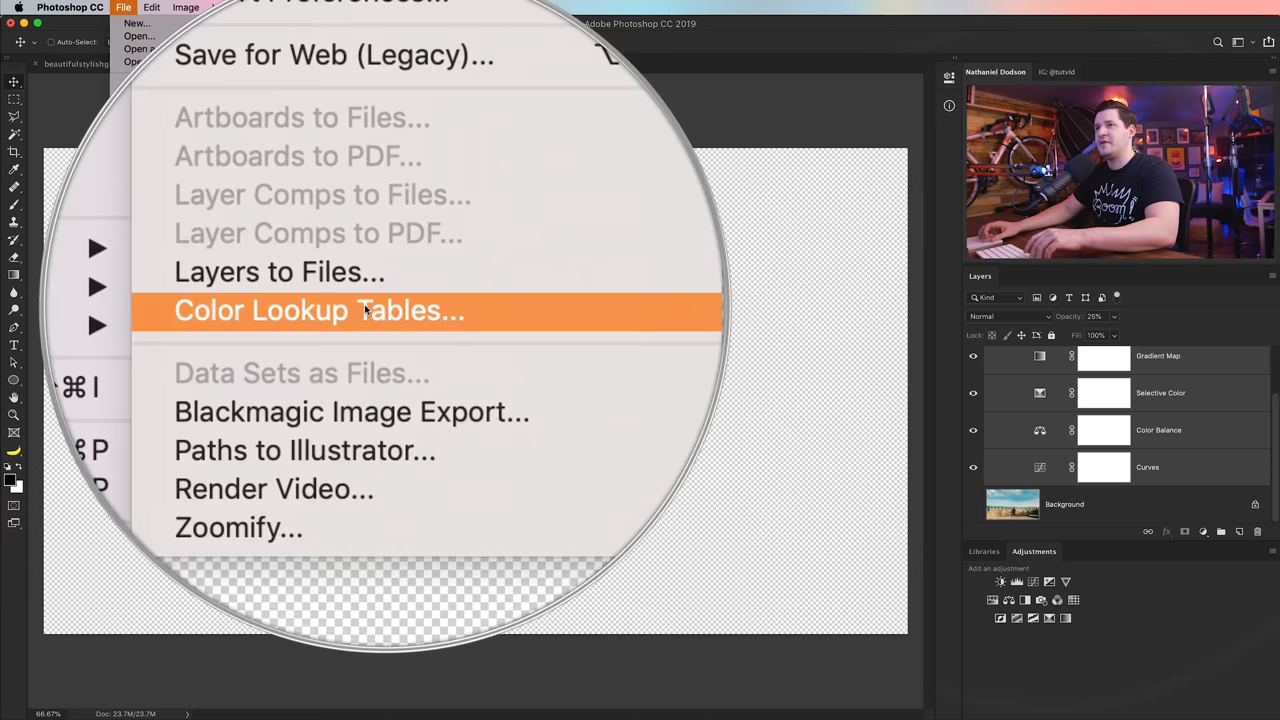 Photoshop CC File Edit Image
Adobe Photoshop CC 2019
New...
Open...
Auto-Select:
beautifulstylishg
Preferences...
Save for Web (Legacy)...
Artboards to Files...
Artboards to PDF...
Layer Comps to Files...
Layer Comps to PDF...
Layers to Files...
Color Lookup Tables...
Data Sets as Files...
Blackmagic Image Export...
Paths to Illustrator...
Render Video...
Zoomify...
⌘I
⌘P
P
Nathaniel Dodson IG: @tutvid
Boom!
Layers
Kind
Normal Opacity: 25%
Lock: Fill: 100%
Gradient Map
Selective Color
Color Balance
Curves
Background
Libraries Adjustments
Add an adjustment
66.67% Doc: 23.7M/23.7M